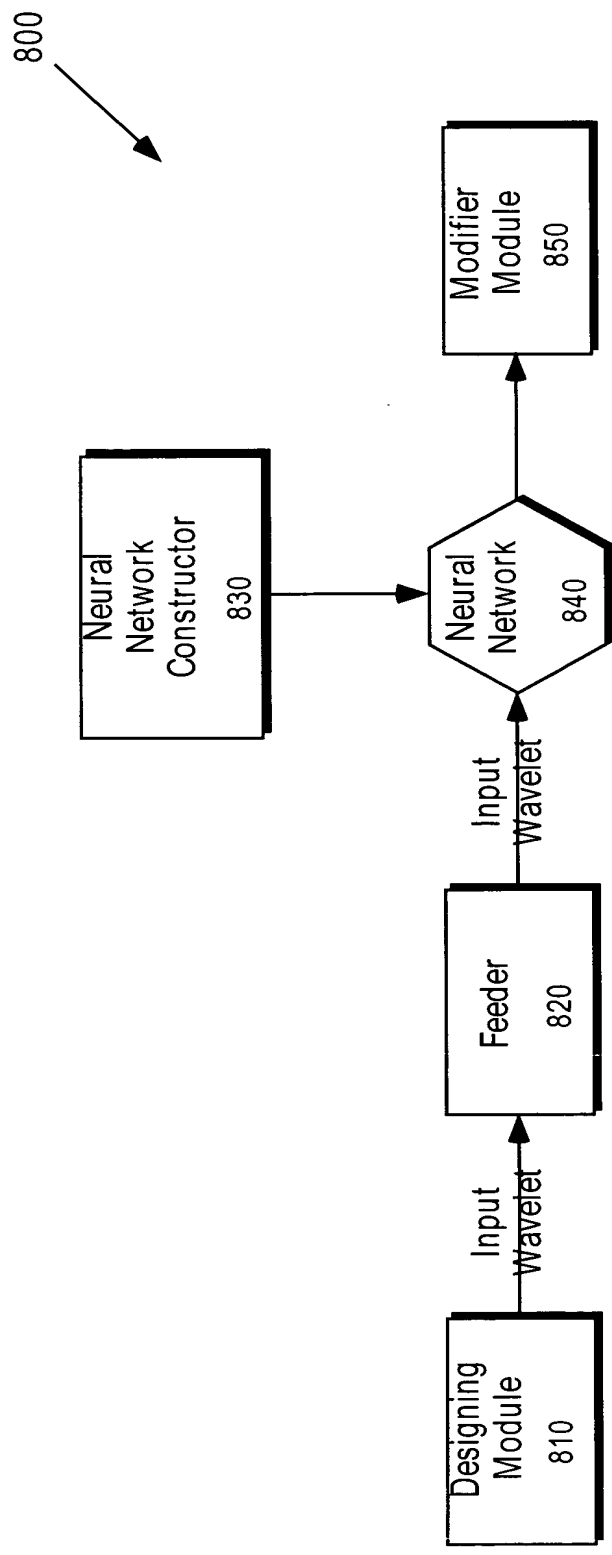 800
Neural
Network
Constructor
830
Designing
Module
810
Input
Wavelet
Feeder
820
Input
Wavelet
Neural
Network
840
Modifier
Module
850